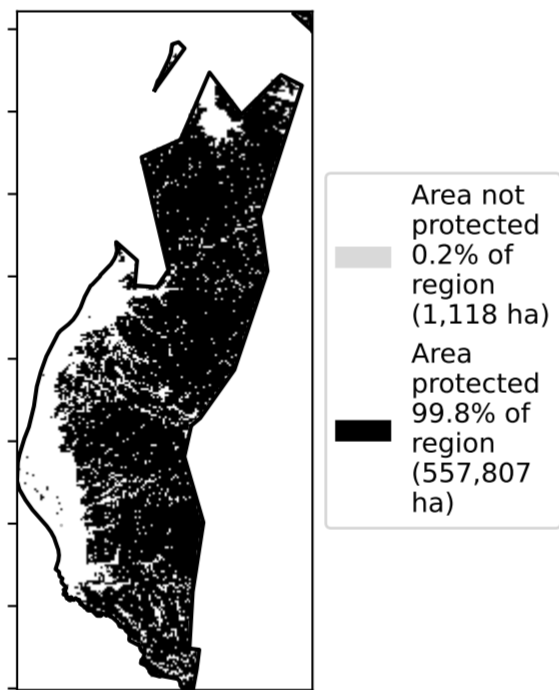 Area not
protected
0.2% of
region
(1,118 ha)
Area
protected
99.8% of
region
(557,807
ha)